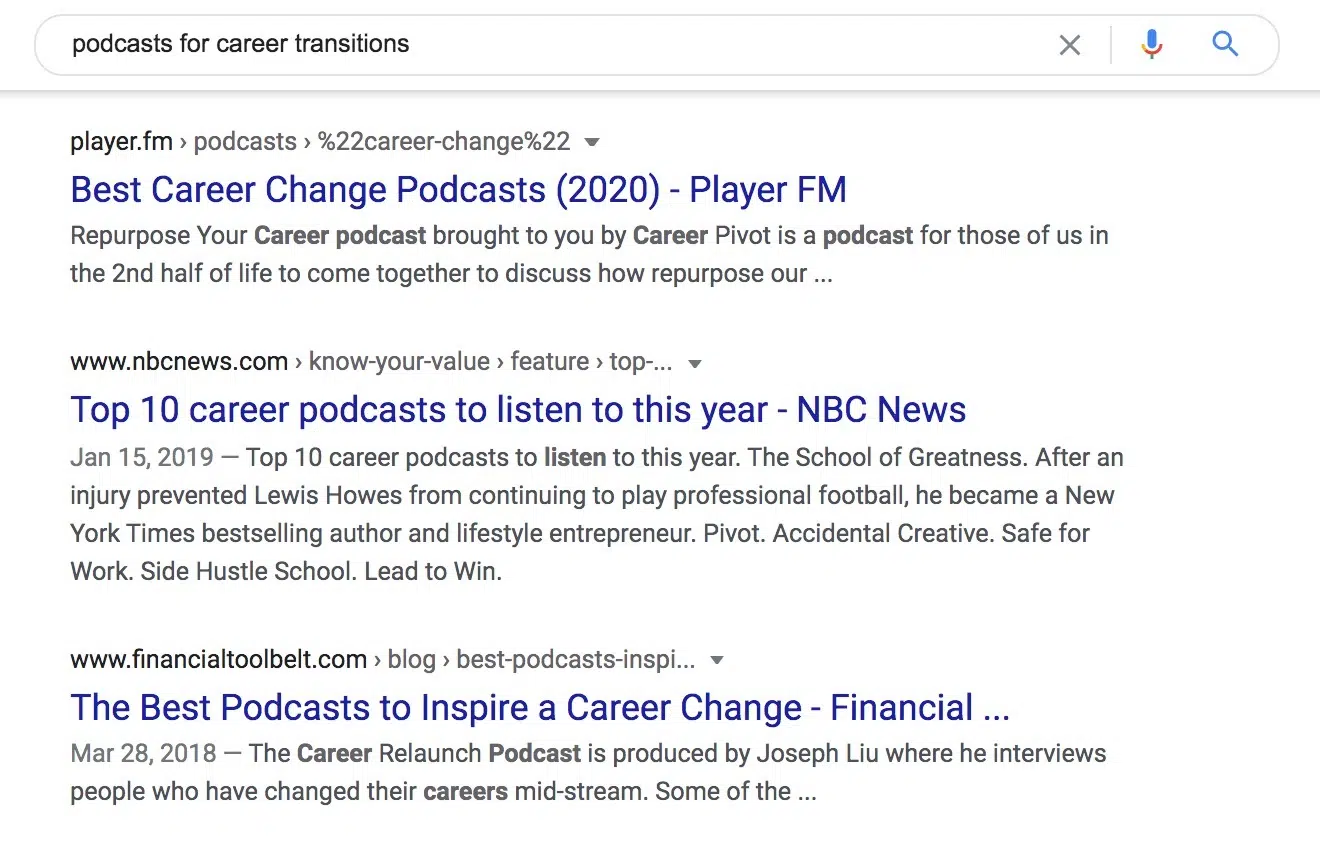 podcasts for career transitions
player.fm › podcasts › %22career-change%22
Best Career Change Podcasts (2020) - Player FM
Repurpose Your Career podcast brought to you by Career Pivot is a podcast for those of us in
the 2nd half of life to come together to discuss how repurpose our ...
www.nbcnews.com › know-your-value › feature › top-...
Top 10 career podcasts to listen to this year - NBC News
Jan 15, 2019 — Top 10 career podcasts to listen to this year. The School of Greatness. After an
injury prevented Lewis Howes from continuing to play professional football, he became a New
York Times bestselling author and lifestyle entrepreneur. Pivot. Accidental Creative. Safe for
Work. Side Hustle School. Lead to Win.
www.financialtoolbelt.com › blog › best-podcasts-inspi...
The Best Podcasts to Inspire a Career Change - Financial ...
Mar 28, 2018 — The Career Relaunch Podcast is produced by Joseph Liu where he interviews
people who have changed their careers mid-stream. Some of the ...